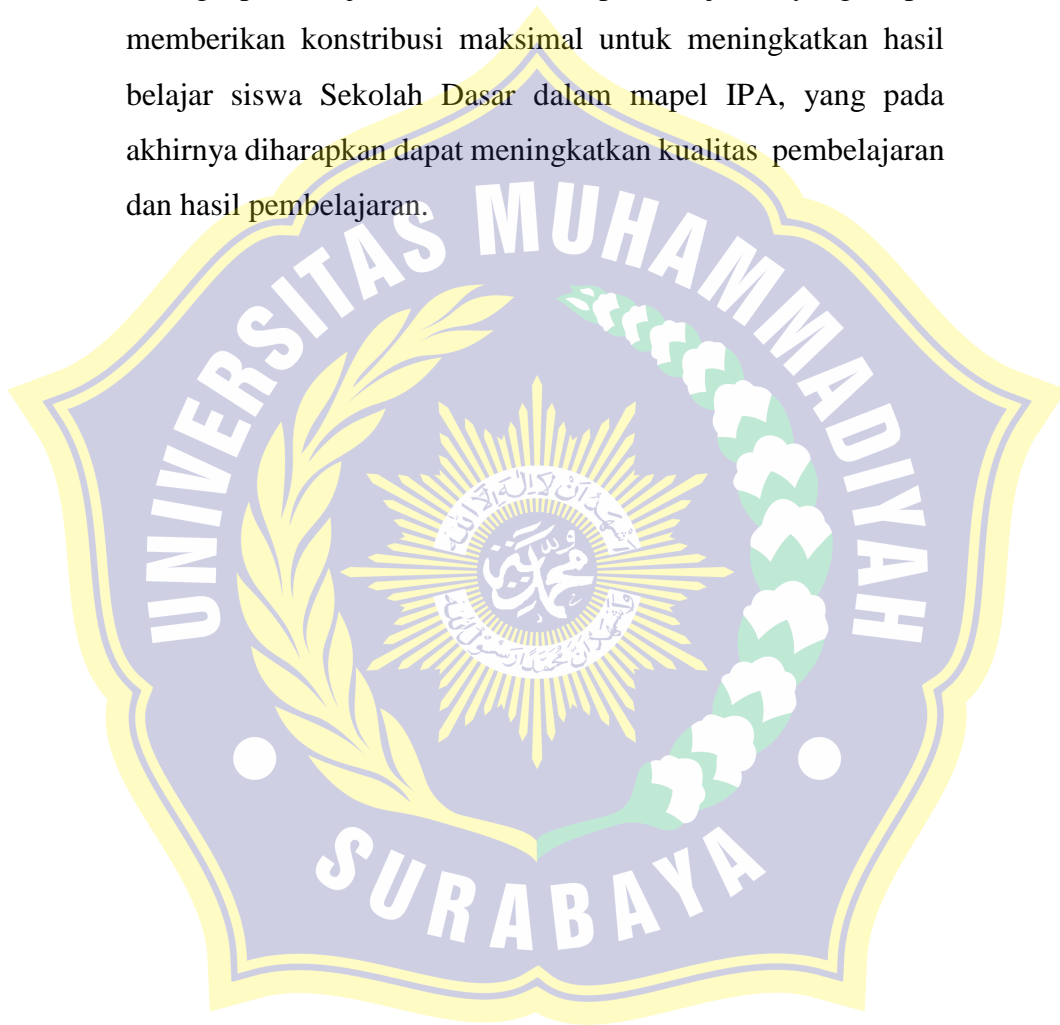 memberikan konstribusi maksimal untuk meningkatkan hasil
belajar siswa Sekolah Dasar dalam mapel IPA, yang pada
akhirnya diharapkan dapat meningkatkan kualitas pembelajaran
dan hasil pembelajaran.
UNIVERSITAS MUHAMMADIYAH
SURABAYA